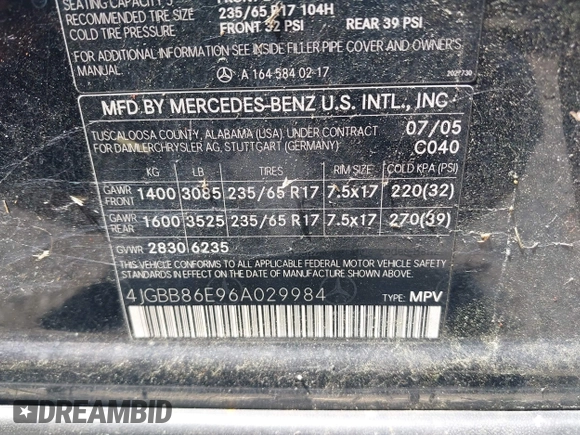 SEATING CAPACITY 5
RECOMMENDED TIRE SIZE 235/65 R17 104H
COLD TIRE PRESSURE FRONT 32 PSI REAR 39 PSI
FOR ADDITIONAL INFORMATION SEE INSIDE FILLER PIPE COVER AND OWNER'S
MANUAL.
A 164 584 02-17
MFD BY MERCEDES-BENZ U.S. INTL., INC
TUSCALOOSA COUNTY, ALABAMA (USA), UNDER CONTRACT 07/05
FOR DAIMLERCHRYSLER AG, STUTTGART (GERMANY) C040
KG LB TIRES RIM SIZE COLD KPA (PSI)
GAWR FRONT 1400 3085 235/65 R17 7.5x17 220(32)
GAWR REAR 1600 3525 235/65 R17 7.5x17 270(39)
GVWR 2830 6235
THIS VEHICLE CONFORMS TO ALL APPLICABLE FEDERAL MOTOR VEHICLE SAFETY
STANDARDS IN EFFECT ON THE DATE OF MANUFACTURE SHOWN ABOVE.
4JGBB86E96A029984
TYPE: MPV
DREAMBID